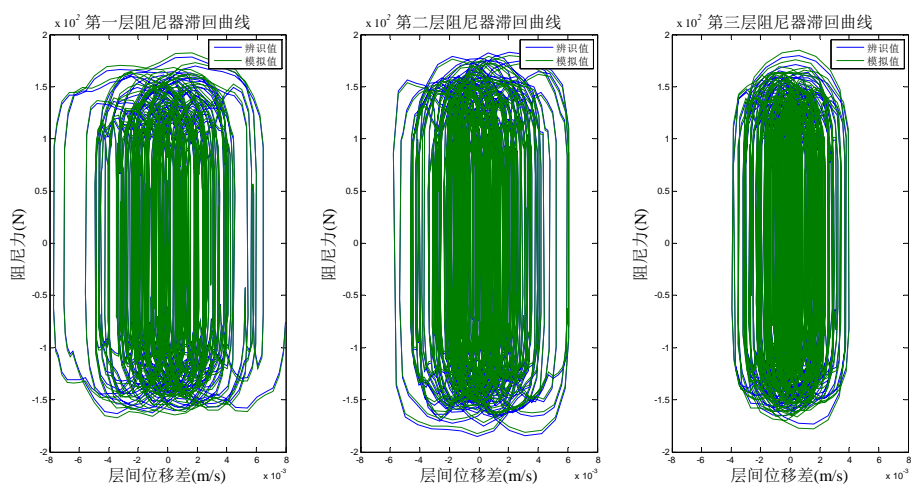 x 10² 第一层阻尼器滞回曲线
2
1.5
1
0.5
0
-0.5
-1
-1.5
-2
阻尼力(N)
辨识值
模拟值
-8 -6 -4 -2 0 2 4 6 8
层间位移差(m/s)
x 10⁻³
x 10² 第二层阻尼器滞回曲线
2
1.5
1
0.5
0
-0.5
-1
-1.5
-2
阻尼力(N)
辨识值
模拟值
-8 -6 -4 -2 0 2 4 6 8
层间位移差(m/s)
x 10⁻³
x 10² 第三层阻尼器滞回曲线
2
1.5
1
0.5
0
-0.5
-1
-1.5
-2
阻尼力(N)
辨识值
模拟值
-8 -6 -4 -2 0 2 4 6 8
层间位移差(m/s)
x 10⁻³